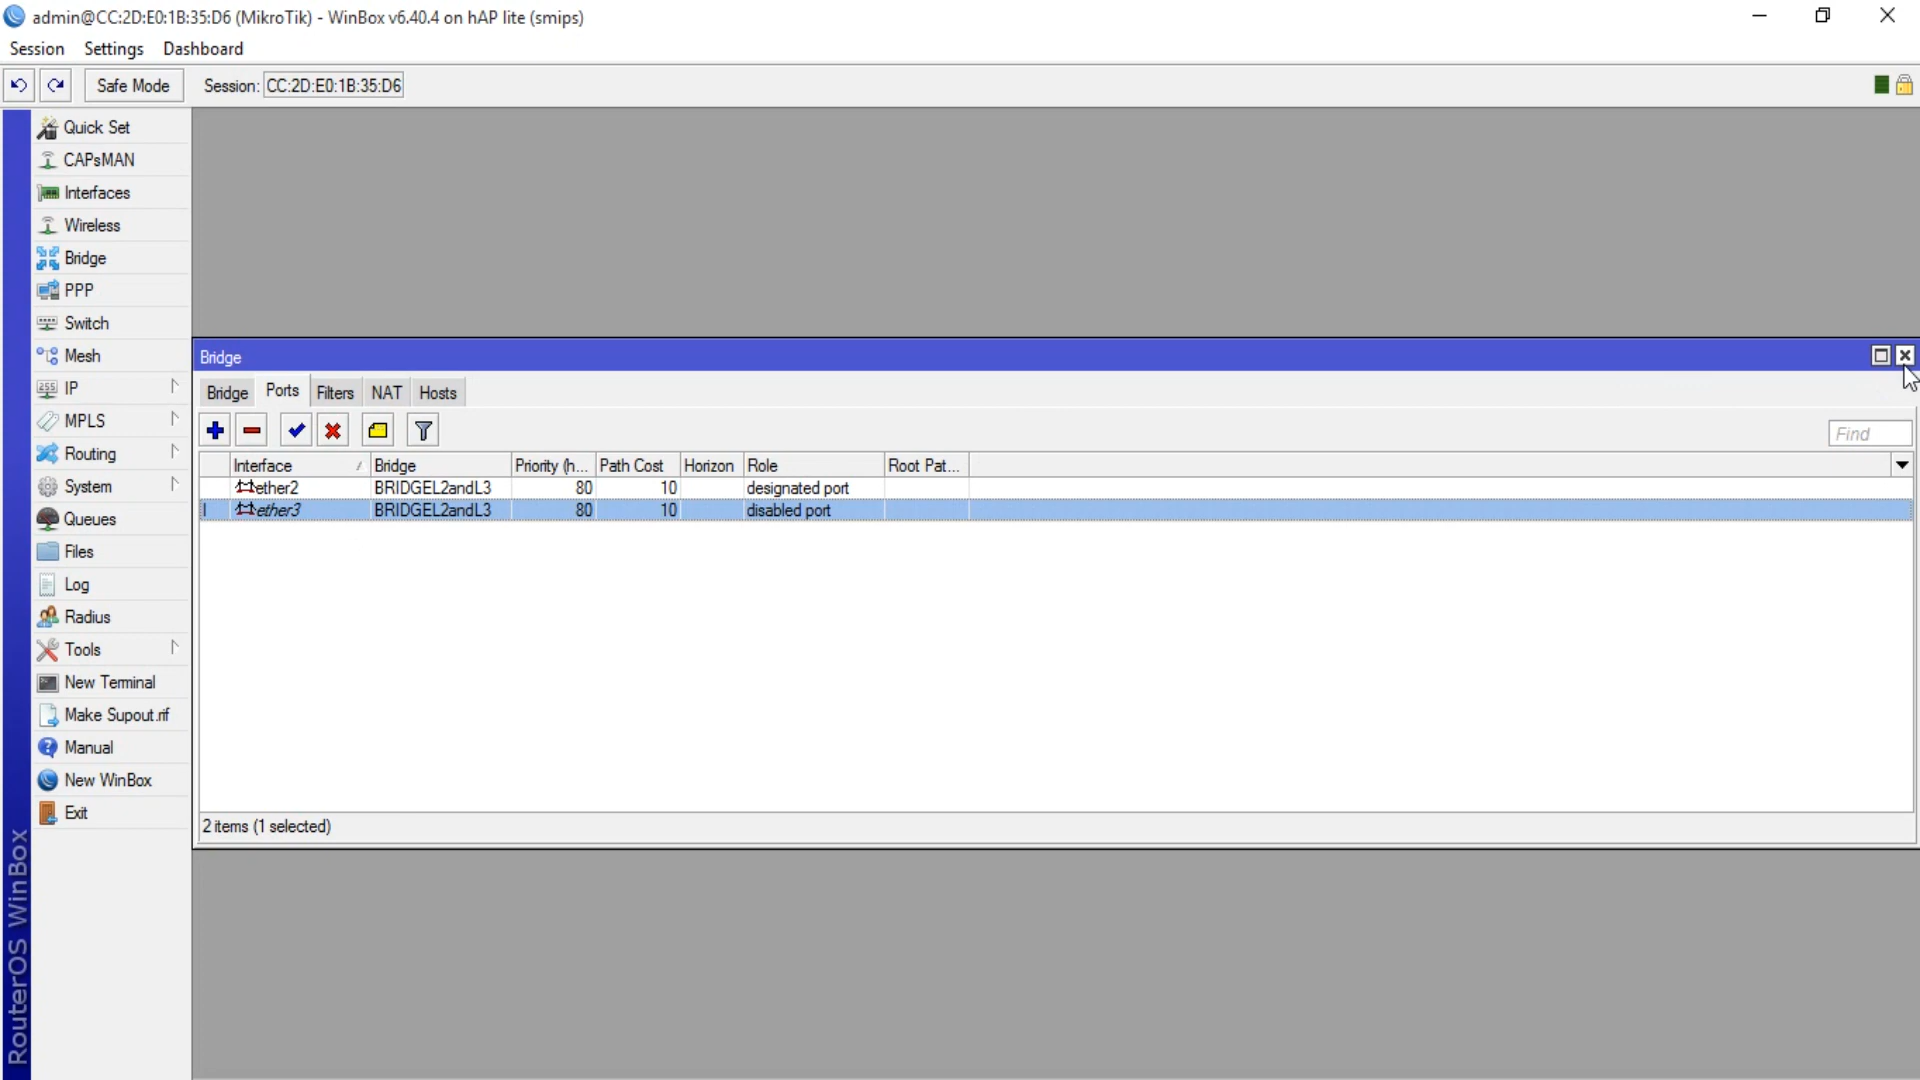 admin@CC:2D:E0:1B:35:D6 (MikroTik) - WinBox v6.40.4 on hAP lite (smips)
Session Settings Dashboard
Safe Mode Session: CC:2D:E0:1B:35:D6
Quick Set
CAPsMAN
Interfaces
Wireless
Bridge
PPP
Switch
Mesh
IP
MPLS
Routing
System
Queues
Files
Log
Radius
Tools
New Terminal
Make Supout.rif
Manual
New WinBox
Exit
RouterOS WinBox
Bridge
Bridge Ports Filters NAT Hosts
Find
Interface Bridge Priority (h... Path Cost Horizon Role Root Pat...
ether2 BRIDGEL2andL3 80 10 designated port
I ether3 BRIDGEL2andL3 80 10 disabled port
2 items (1 selected)